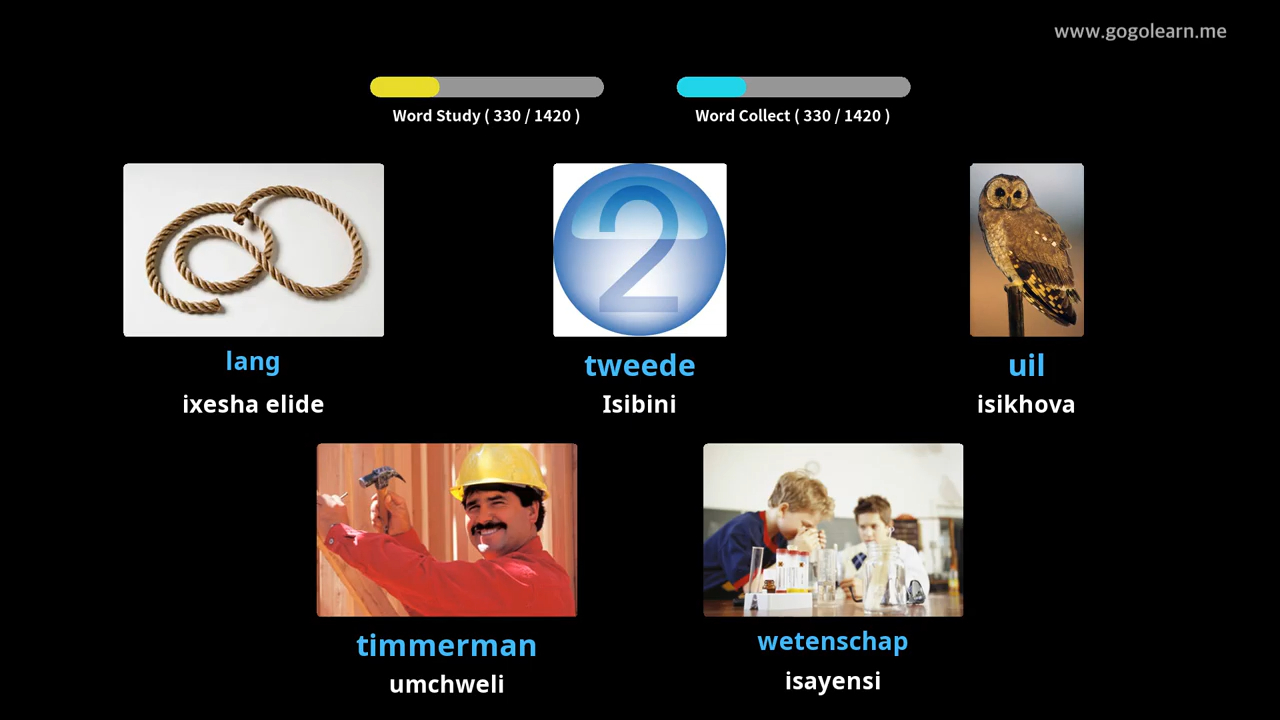 www.gogolearn.me
Word Study ( 330 / 1420 )
Word Collect ( 330 / 1420 )
2
lang
ixesha elide
tweede
Isibini
uil
isikhova
timmerman
umchweli
wetenschap
isayensi